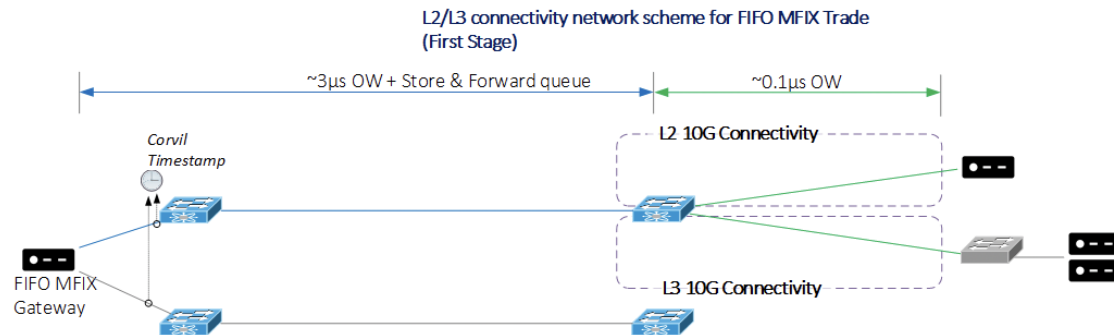 L2/L3 connectivity network scheme for FIFO MFIX Trade
(First Stage)
~3µs OW + Store & Forward queue
~0.1µs OW
Corvil
Timestamp
L2 10G Connectivity
FIFO MFIX
Gateway
L3 10G Connectivity